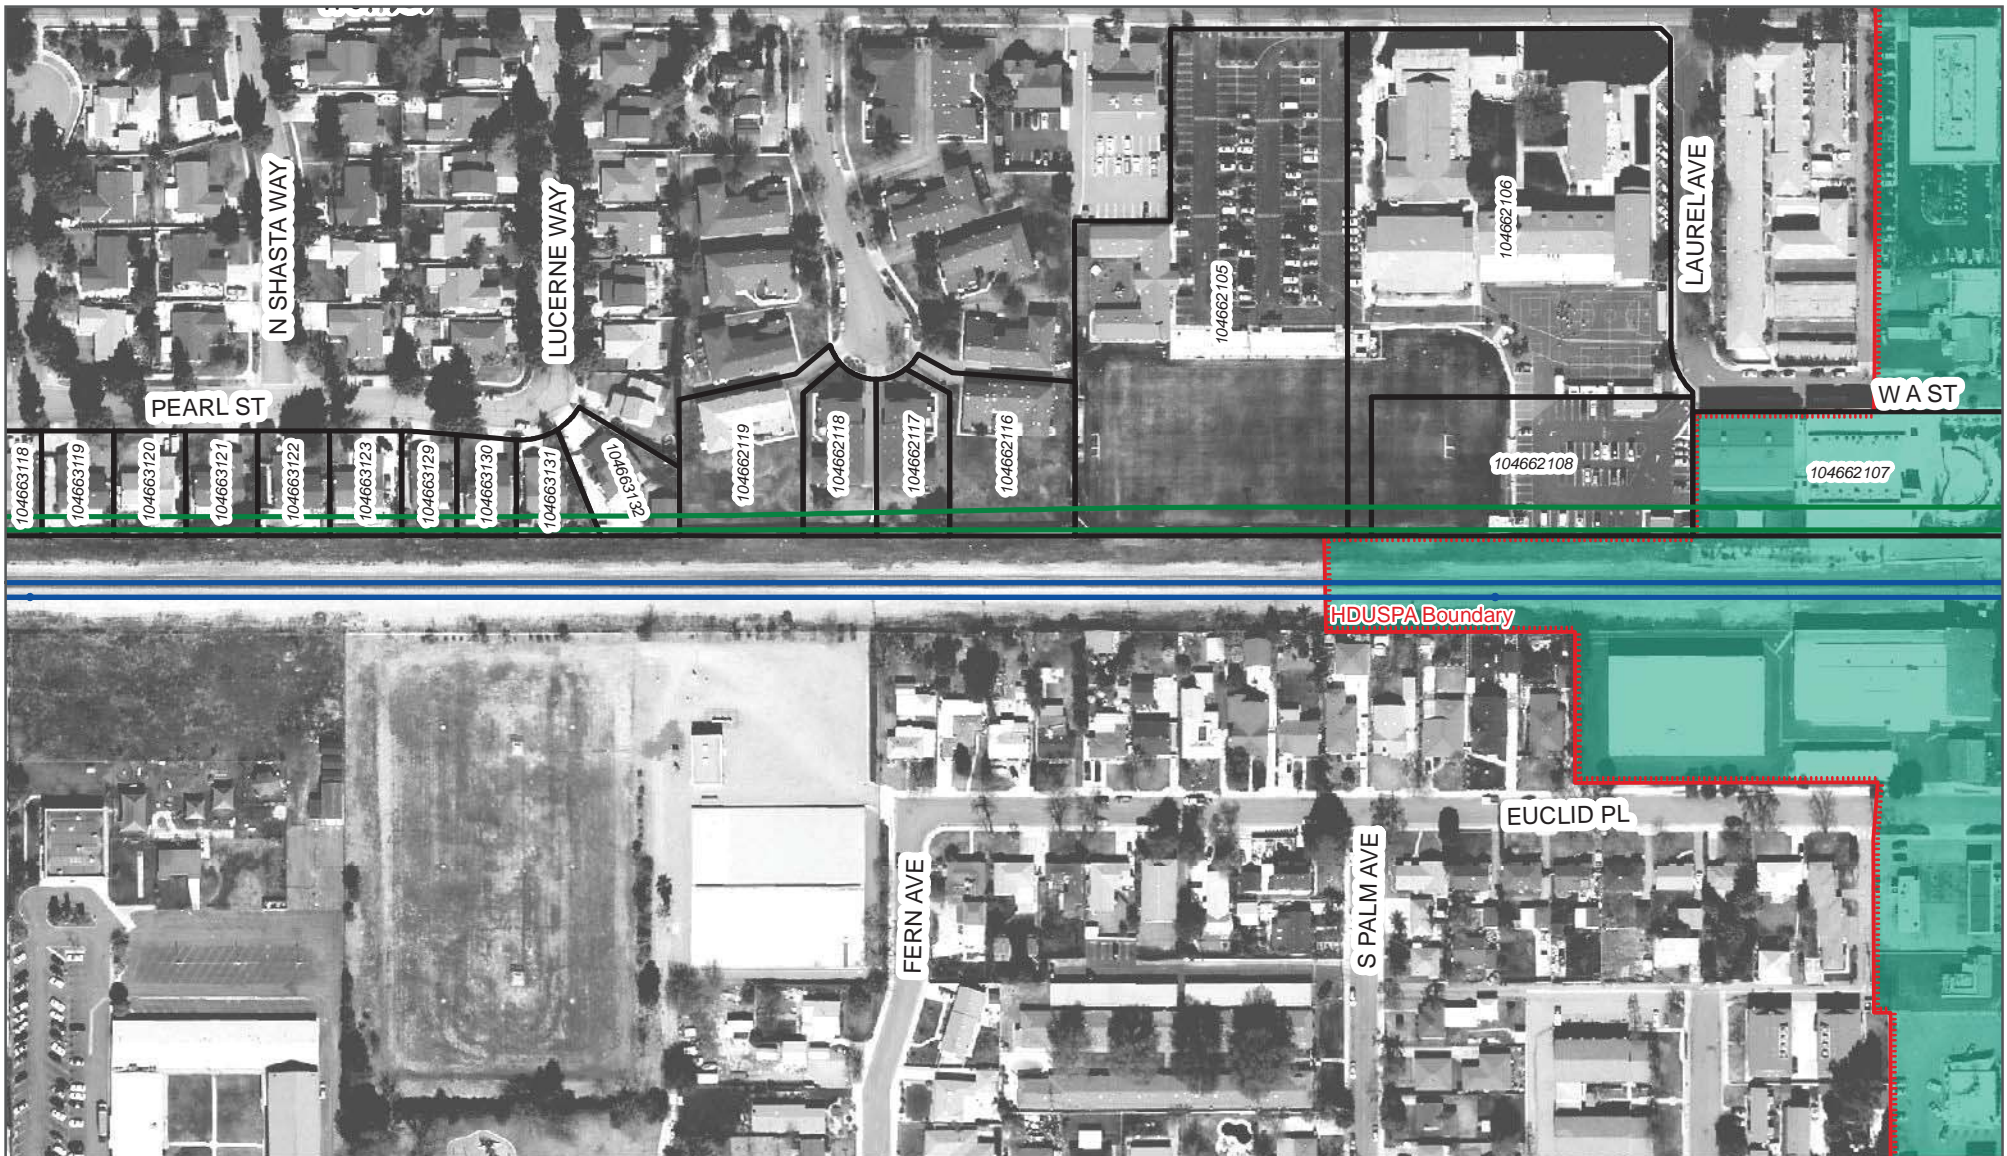 N SHASTA WAY
LUCERNE WAY
LAUREL AVE
104662106
104662105
PEARL ST
W A ST
104663118
104663119
104663120
104663121
104663122
104663123
104663129
104663130
104663131
104663132
104662119
104662118
104662117
104662116
104662108
104662107
HDUSPA Boundary
EUCLID PL
FERN AVE
S PALM AVE